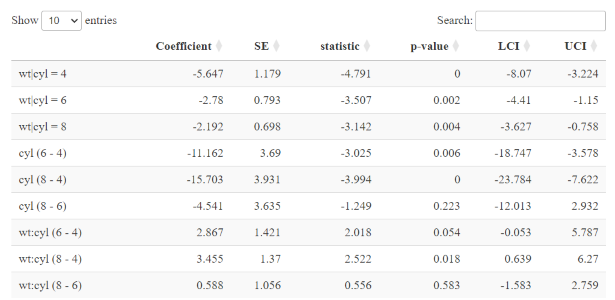 Show 10 entries Search:
Coefficient SE statistic p-value LCI UCI
wt|cyl = 4 -5.647 1.179 -4.791 0 -8.07 -3.224
wt|cyl = 6 -2.78 0.793 -3.507 0.002 -4.41 -1.15
wt|cyl = 8 -2.192 0.698 -3.142 0.004 -3.627 -0.758
cyl (6 - 4) -11.162 3.69 -3.025 0.006 -18.747 -3.578
cyl (8 - 4) -15.703 3.931 -3.994 0 -23.784 -7.622
cyl (8 - 6) -4.541 3.635 -1.249 0.223 -12.013 2.932
wt:cyl (6 - 4) 2.867 1.421 2.018 0.054 -0.053 5.787
wt:cyl (8 - 4) 3.455 1.37 2.522 0.018 0.639 6.27
wt:cyl (8 - 6) 0.588 1.056 0.556 0.583 -1.583 2.759